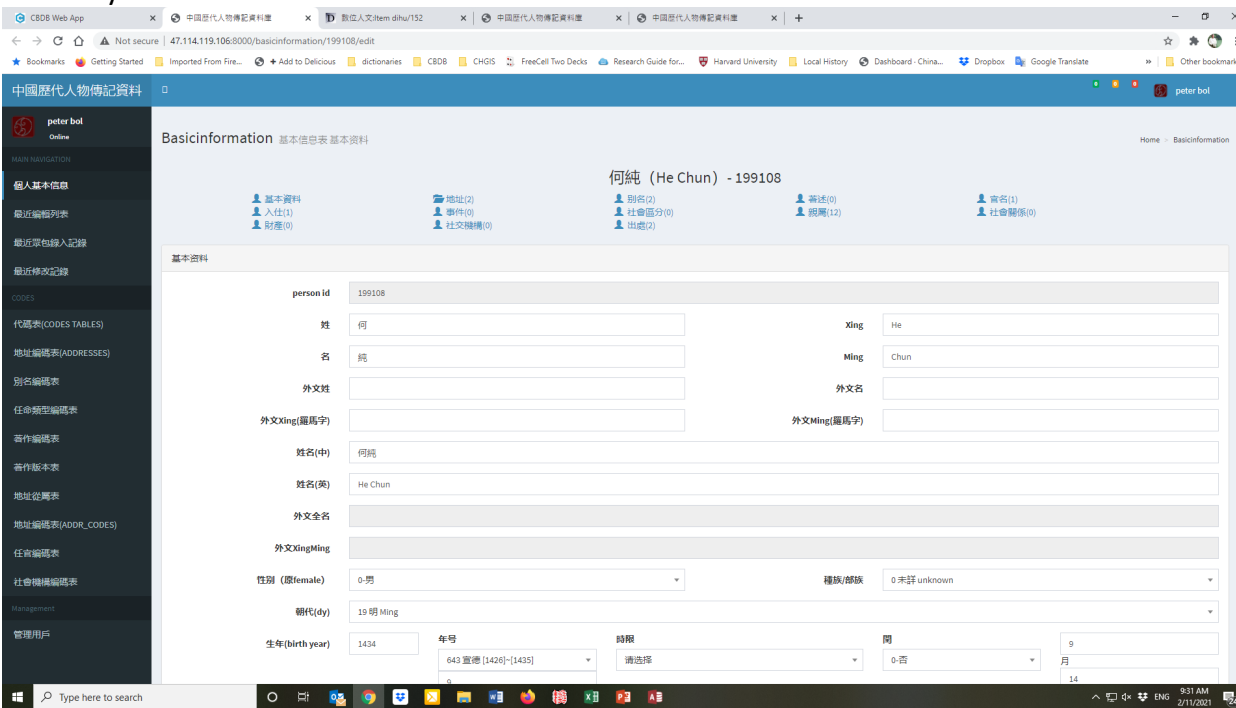 CBDB Web App
中国歷代人物傳記資料庫
數位人文:Item dihu/152
中国歷代人物傳記資料庫
中国歷代人物傳記資料庫
Not secure | 47.114.119.106:8000/basicinformation/199108/edit
Bookmarks Getting Started Imported From Fire... + Add to Delicious dictionaries CBDB CHGIS FreeCell Two Decks Research Guide for... Harvard University Local History Dashboard - China... Dropbox Google Translate » Other bookmark
中國歷代人物傳記資料
0 0 0 peter bol
peter bol
Online
Basicinformation 基本信息表 基本资料
Home > Basicinformation
MAIN NAVIGATION
個人基本信息
最近編輯列表
最近眾包錄入記錄
最近修改記錄
CODES
代碼表(CODES TABLES)
地址編碼表(ADDRESSES)
別名編碼表
任命類型編碼表
著作編碼表
著作版本表
地址從屬表
地址編碼表(ADDR_CODES)
任官編碼表
社會機構編碼表
Management
管理用戶
何純（He Chun）- 199108
基本資料 地址(2) 別名(2) 著述(0) 官名(1)
入仕(1) 事件(0) 社會區分(0) 親屬(12) 社會關係(0)
財產(0) 社交機構(0) 出處(2)
基本资料
person id 199108
姓 何 Xing He
名 純 Ming Chun
外文姓 外文名
外文Xing(羅馬字) 外文Ming(羅馬字)
姓名(中) 何純
姓名(英) He Chun
外文全名
外文XingMing
性別（原female） 0-男 種族/部族 0 未詳 unknown
朝代(dy) 19 明 Ming
生年(birth year) 1434 年号 時限 閏 9
643 宣德 [1426]~[1435] 请选择 0-否 月
9 14
Type here to search
ENG 9:31 AM
2/11/2021